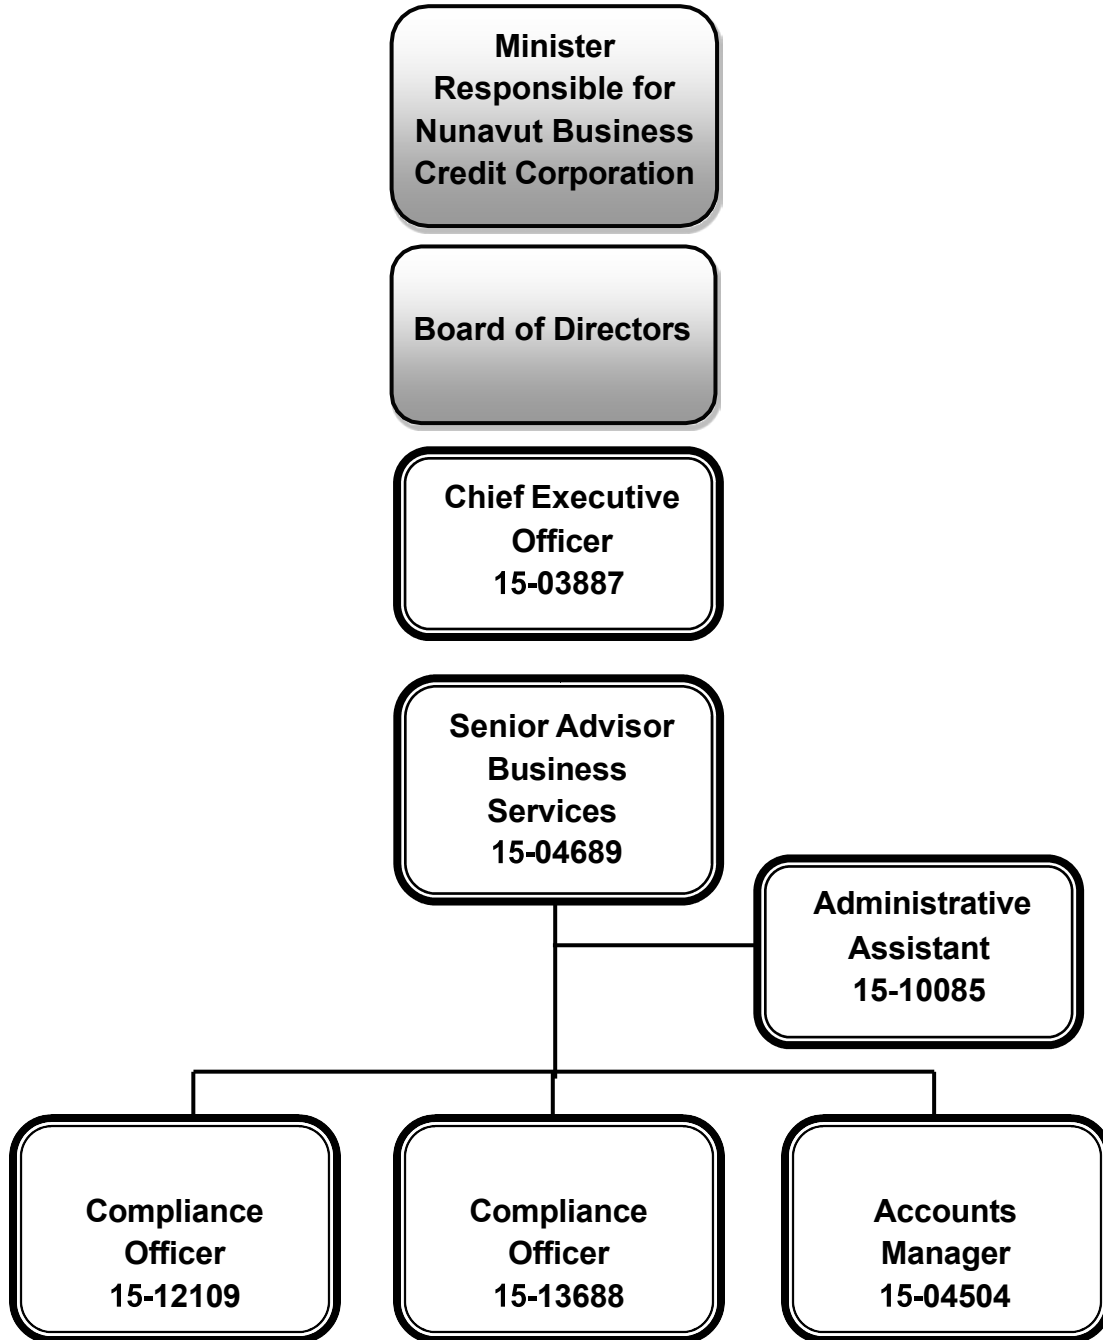 Minister
Responsible for
Nunavut Business
Credit Corporation
Board of Directors
Chief Executive
Officer
15-03887
Senior Advisor
Business
Services
15-04689
Administrative
Assistant
15-10085
Compliance
Officer
15-12109
Compliance
Officer
15-13688
Accounts
Manager
15-04504